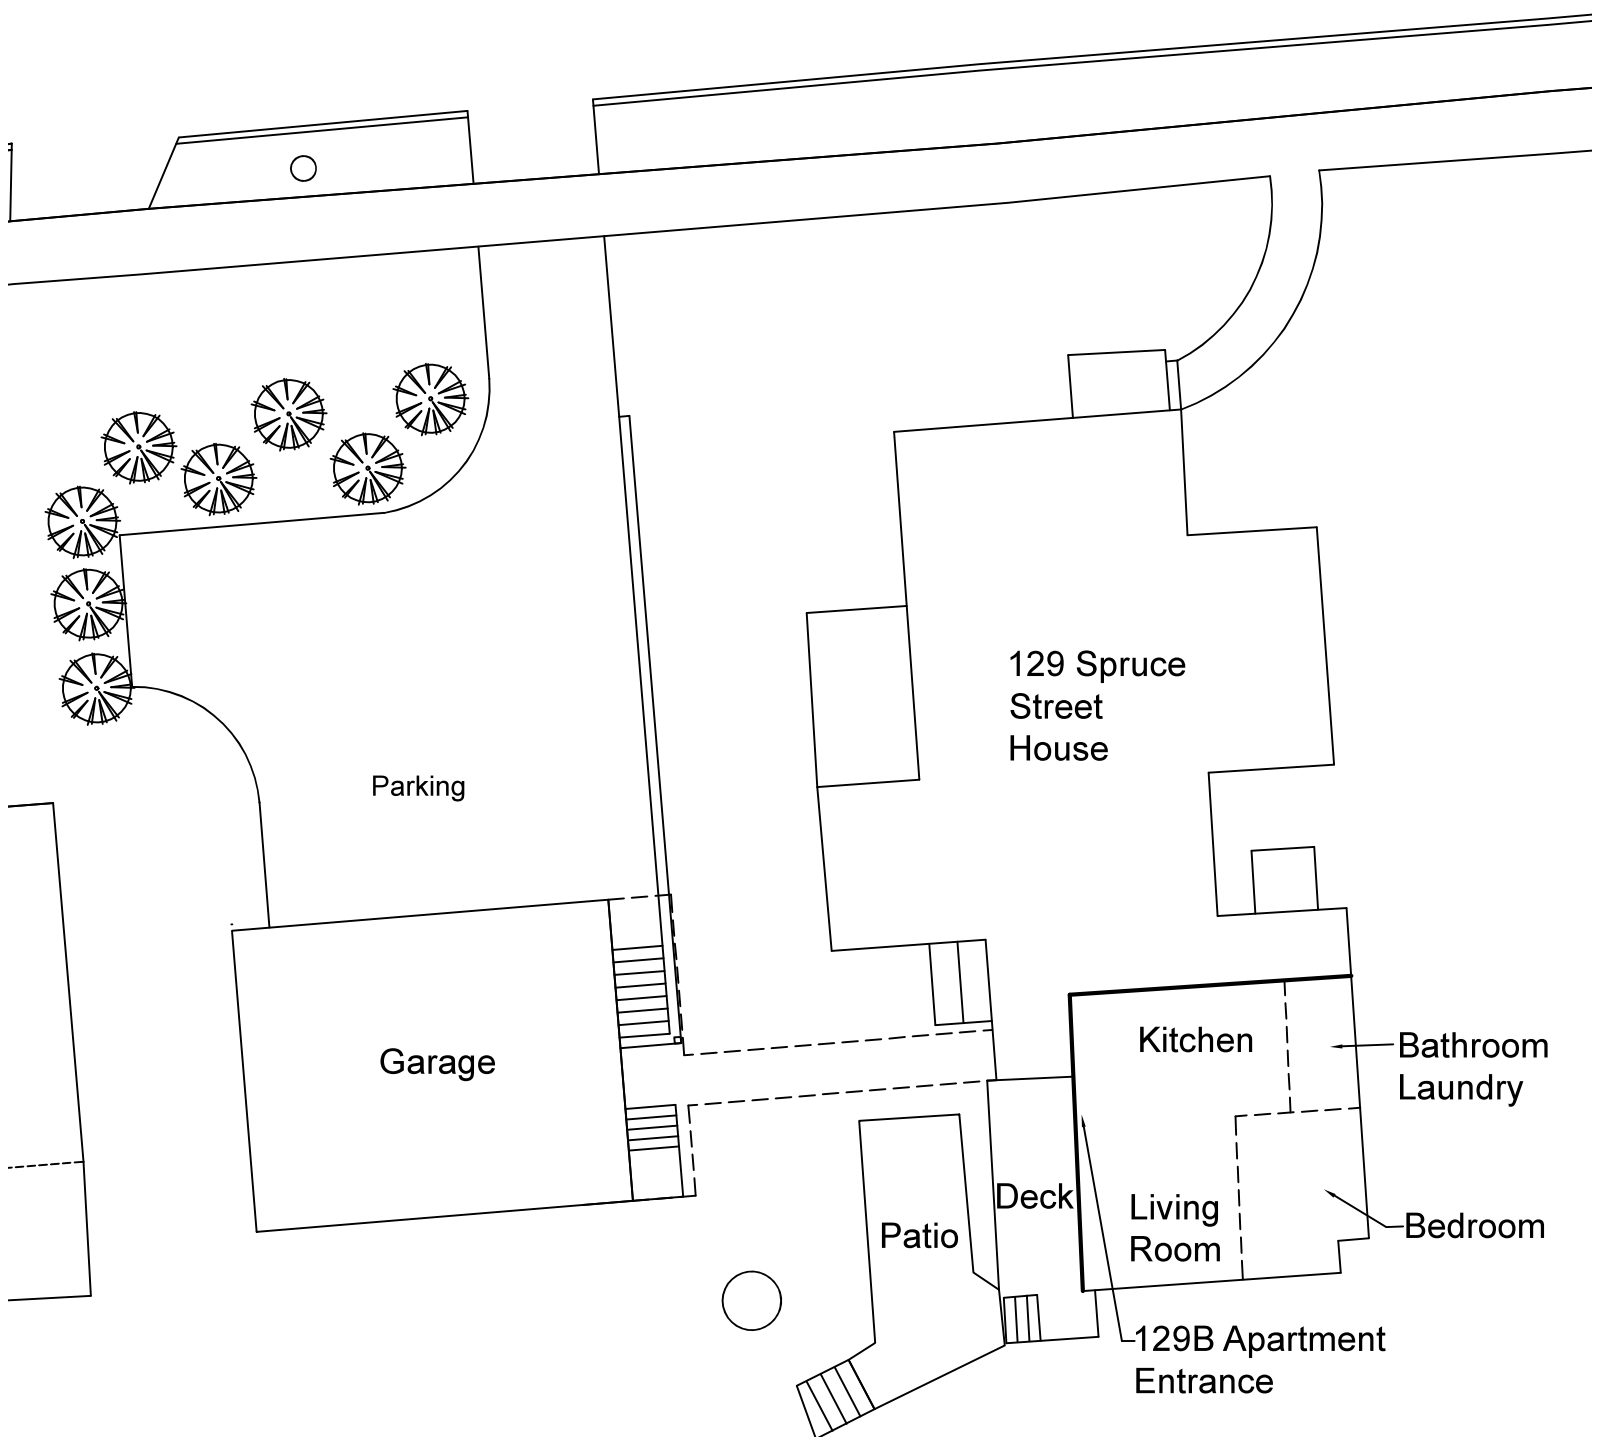 129 Spruce
Street
House
Parking
Garage
Kitchen
Bathroom
Laundry
Deck
Living
Room
Patio
Bedroom
129B Apartment
Entrance